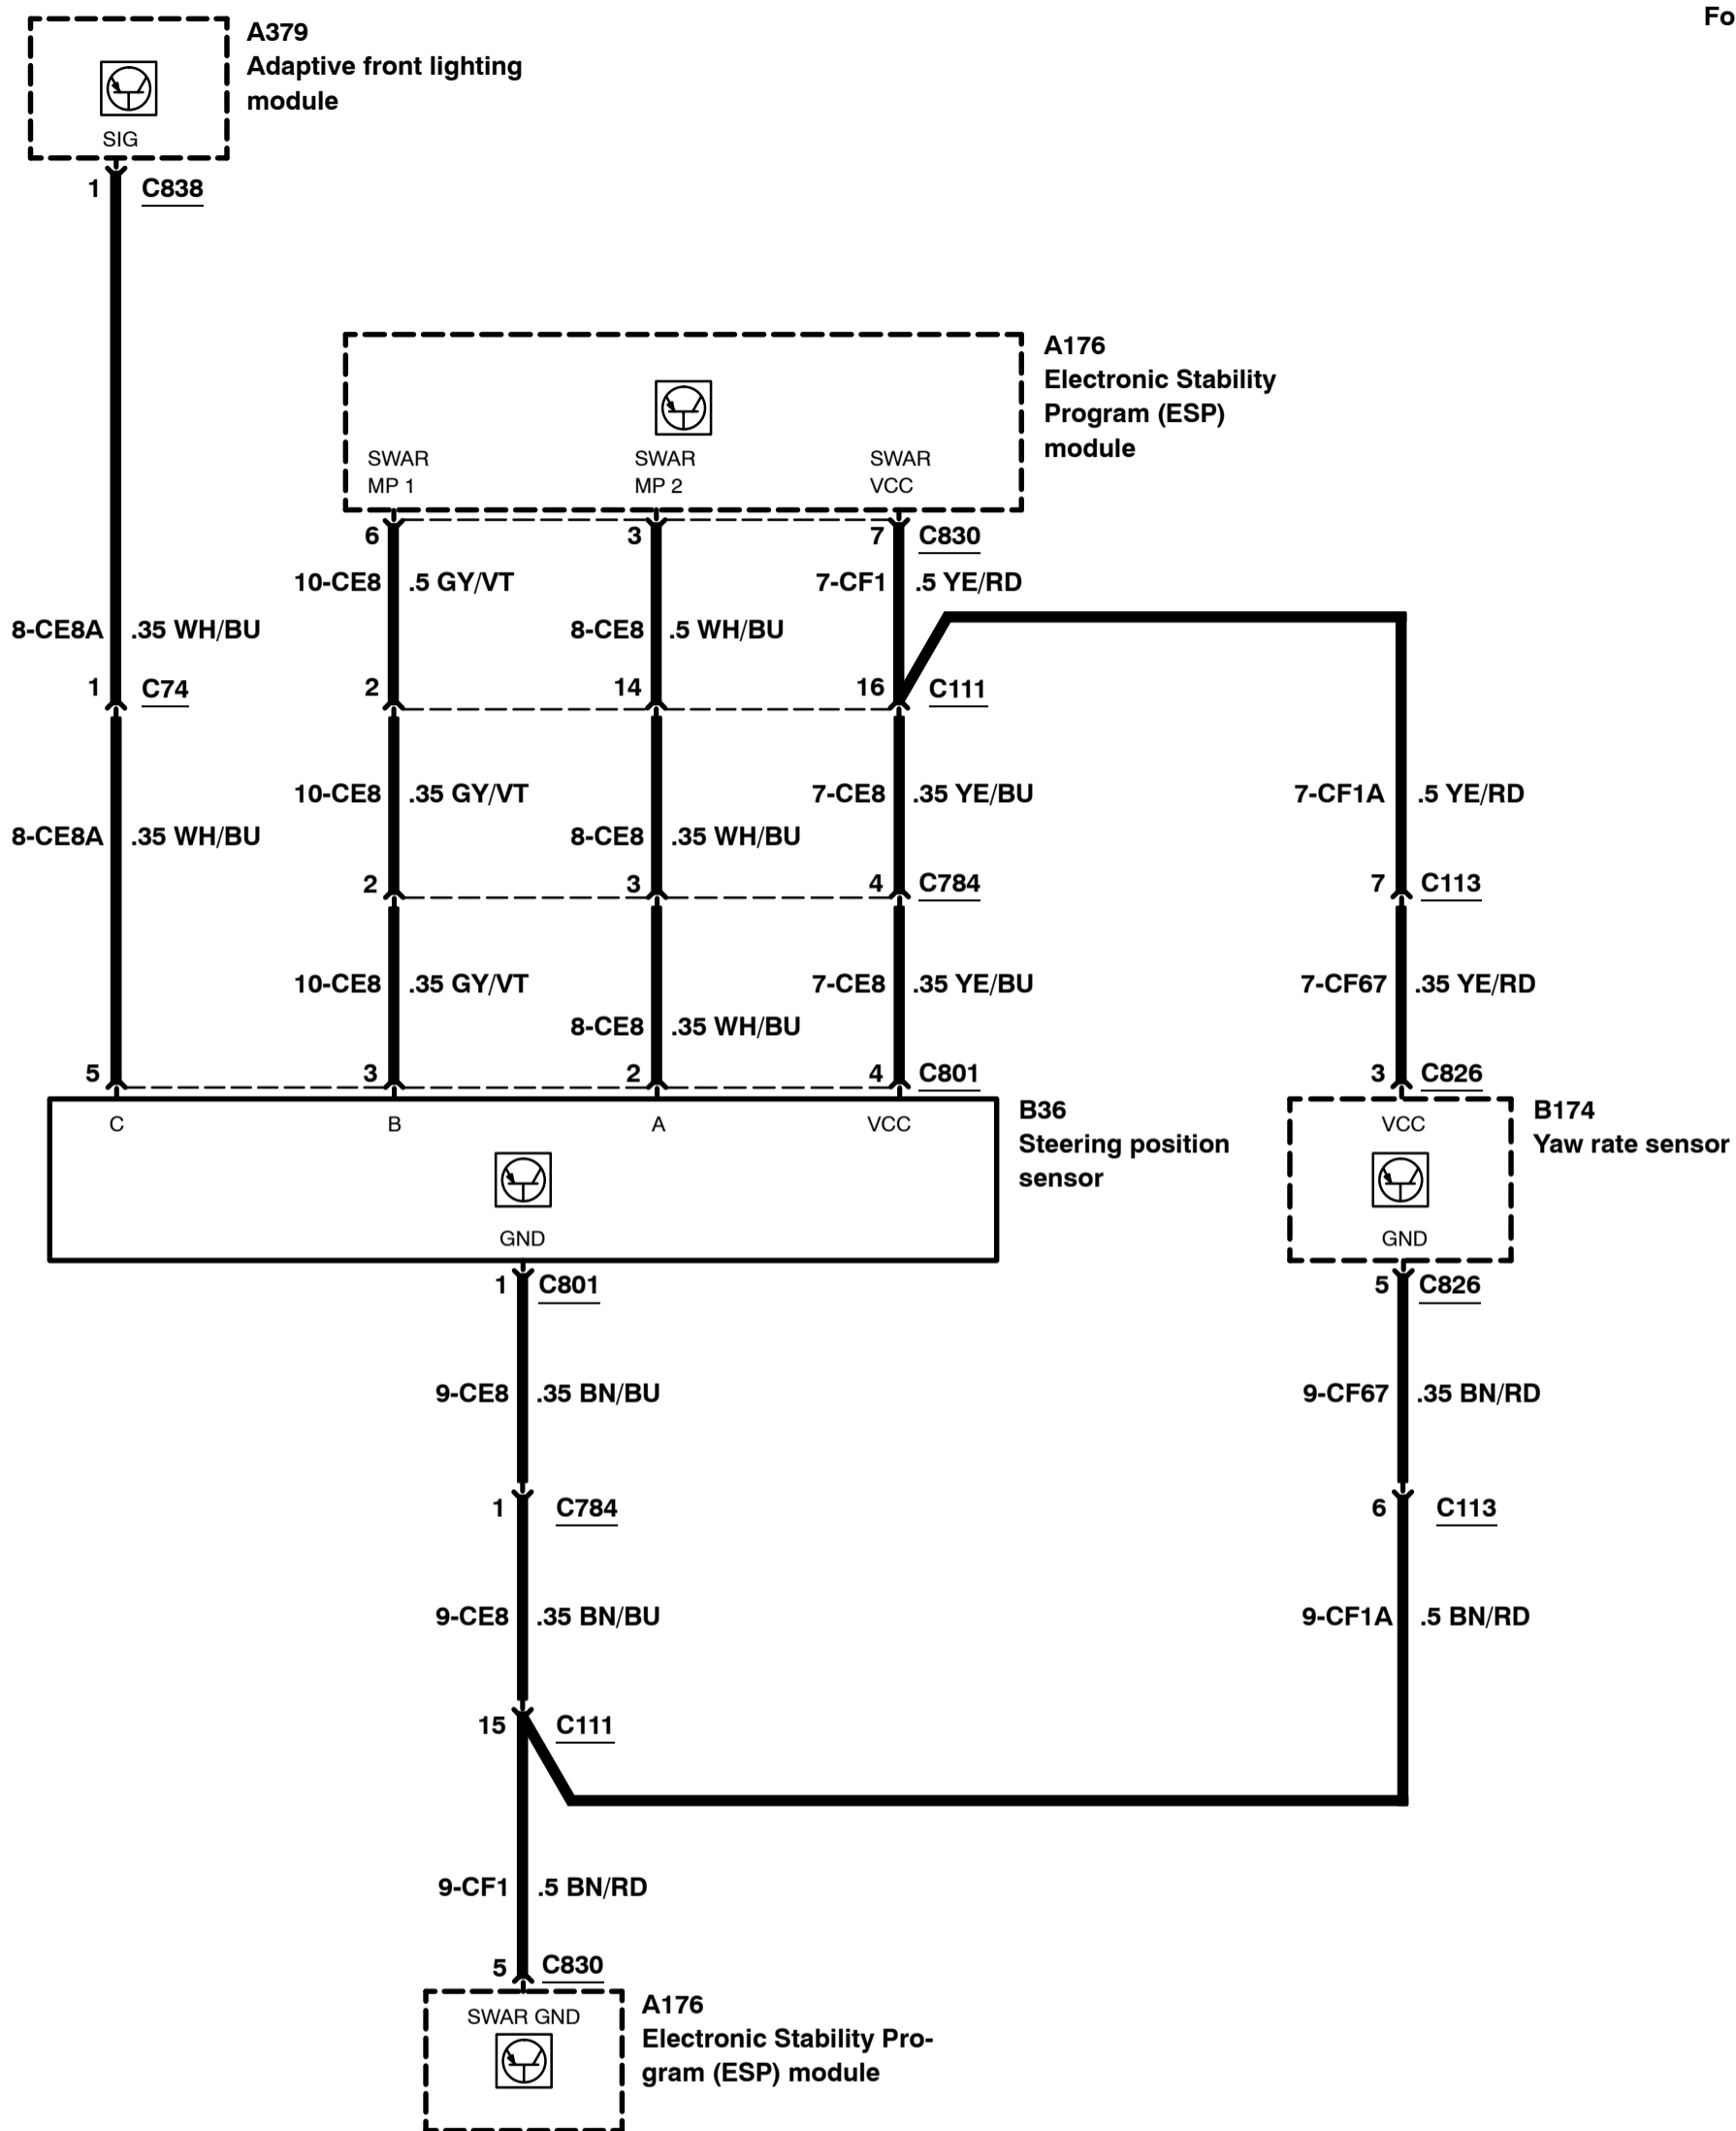 Fo
A379
Adaptive front lighting
module
SIG
1 C838
A176
Electronic Stability
Program (ESP)
module
SWAR SWAR SWAR
MP 1 MP 2 VCC
6 3 7 C830
10-CE8 .5 GY/VT 7-CF1 .5 YE/RD
8-CE8A .35 WH/BU 8-CE8 .5 WH/BU
1 C74 2 14 16 C111
10-CE8 .35 GY/VT 7-CE8 .35 YE/BU 7-CF1A .5 YE/RD
8-CE8A .35 WH/BU 8-CE8 .35 WH/BU
2 3 4 C784 7 C113
10-CE8 .35 GY/VT 7-CE8 .35 YE/BU 7-CF67 .35 YE/RD
8-CE8 .35 WH/BU
5 3 2 4 C801 3 C826
C B A VCC
B36
Steering position
sensor
GND
VCC
B174
Yaw rate sensor
GND
1 C801 5 C826
9-CE8 .35 BN/BU 9-CF67 .35 BN/RD
1 C784 6 C113
9-CE8 .35 BN/BU 9-CF1A .5 BN/RD
15 C111
9-CF1 .5 BN/RD
5 C830
SWAR GND
A176
Electronic Stability Pro-
gram (ESP) module